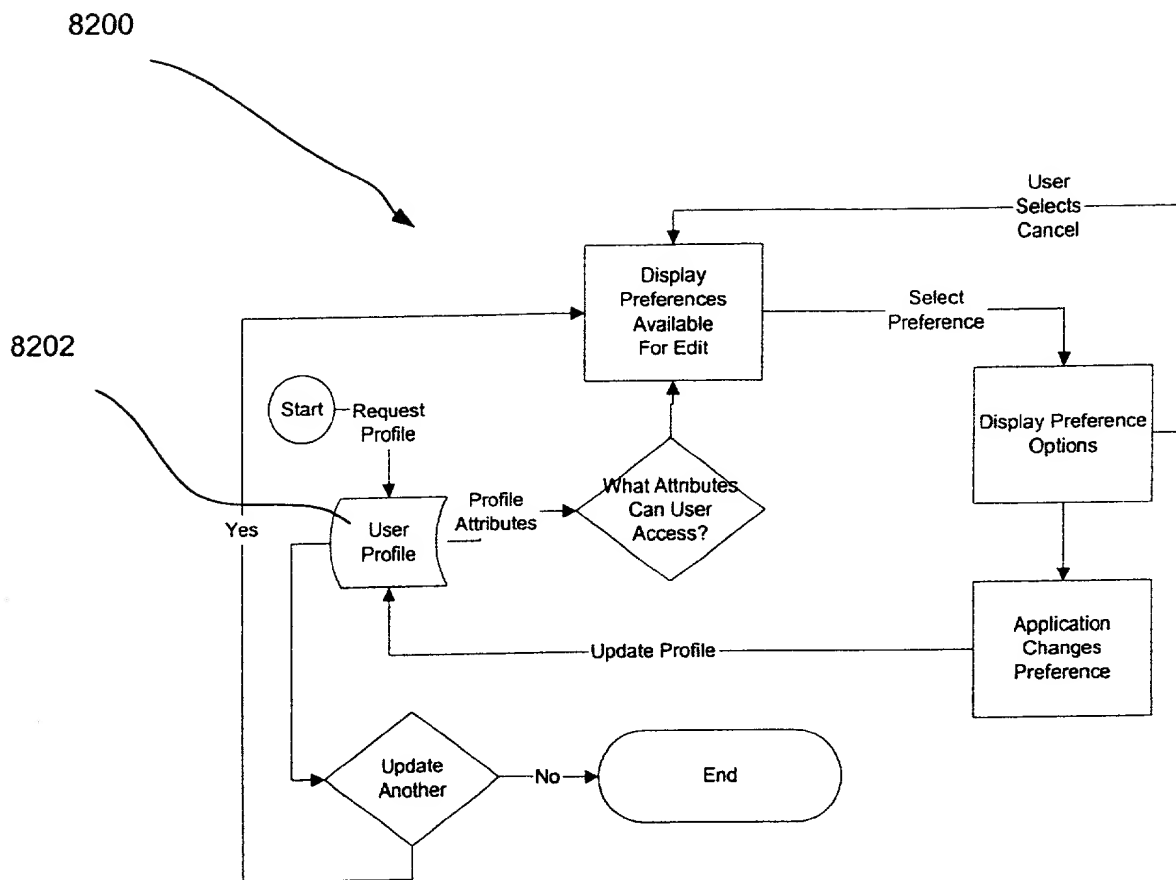 8200
User
Selects
Cancel
Display
Preferences
Available
For Edit
Select
Preference
8202
Start
Request
Profile
Display Preference
Options
What Attributes
Can User
Access?
Profile
Attributes
User
Profile
Yes
Application
Changes
Preference
Update Profile
Update
Another
No
End